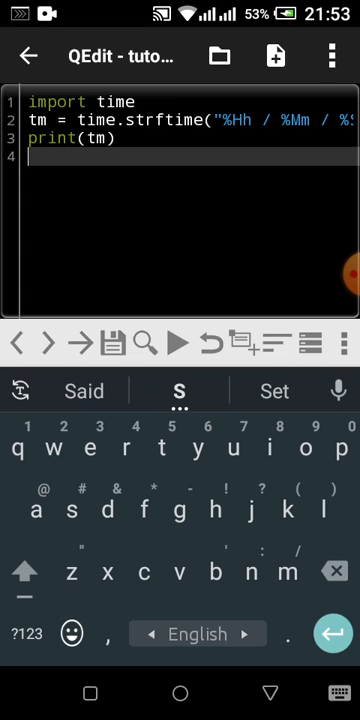 53% 21:53
QEdit - tuto...
1 import time
2 tm = time.strftime("%Hh / %Mm / %S
3 print(tm)
4
Said S Set
1 2 3 4 5 6 7 8 9 0
q w e r t y u i o p
@ # & * - ! ? ( )
a s d f g h j k l
" ' : /
z x c v b n m
?123 , English .